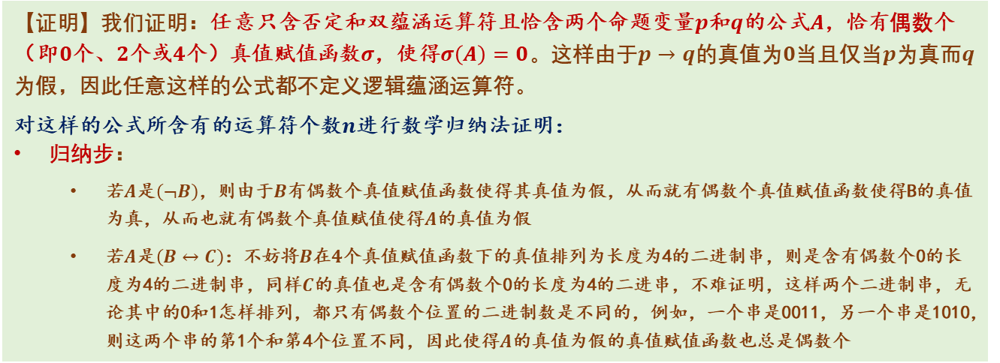 【证明】我们证明：任意只含否定和双蕴涵运算符且恰含两个命题变量p和q的公式A，恰有偶数个
（即0个、2个或4个）真值赋值函数σ，使得σ(A) = 0。这样由于p → q的真值为0当且仅当p为真而q
为假，因此任意这样的公式都不定义逻辑蕴涵运算符。
对这样的公式所含有的运算符个数n进行数学归纳法证明：
• 归纳步：
• 若A是(¬B)，则由于B有偶数个真值赋值函数使得其真值为假，从而就有偶数个真值赋值函数使得B的真值
为真，从而也就有偶数个真值赋值使得A的真值为假
• 若A是(B ↔ C)：不妨将B在4个真值赋值函数下的真值排列为长度为4的二进制串，则是含有偶数个0的长
度为4的二进制串，同样C的真值也是含有偶数个0的长度为4的二进串，不难证明，这样两个二进制串，无
论其中的0和1怎样排列，都只有偶数个位置的二进制数是不同的，例如，一个串是0011，另一个串是1010，
则这两个串的第1个和第4个位置不同，因此使得A的真值为假的真值赋值函数也总是偶数个